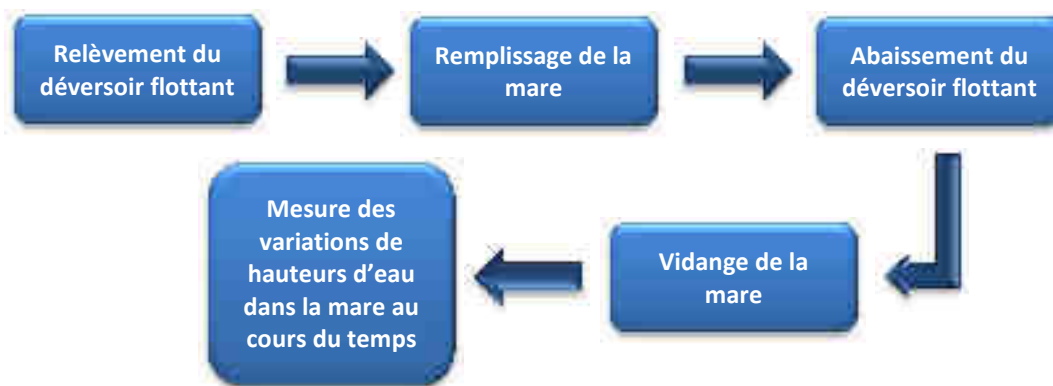 Relèvement du
déversoir flottant
Remplissage de la
mare
Abaissement du
déversoir flottant
Vidange de la
mare
Mesure des
variations de
hauteurs d’eau
dans la mare au
cours du temps